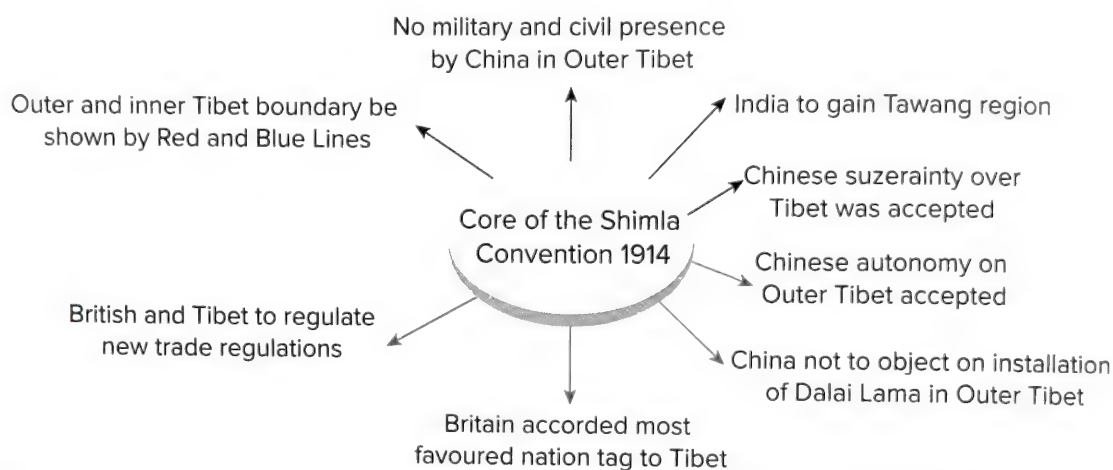 No military and civil presence
by China in Outer Tibet
Outer and inner Tibet boundary be
shown by Red and Blue Lines
India to gain Tawang region
Chinese suzerainty over
Tibet was accepted
Core of the Shimla
Convention 1914
Chinese autonomy on
Outer Tibet accepted
British and Tibet to regulate
new trade regulations
China not to object on installation
of Dalai Lama in Outer Tibet
Britain accorded most
favoured nation tag to Tibet